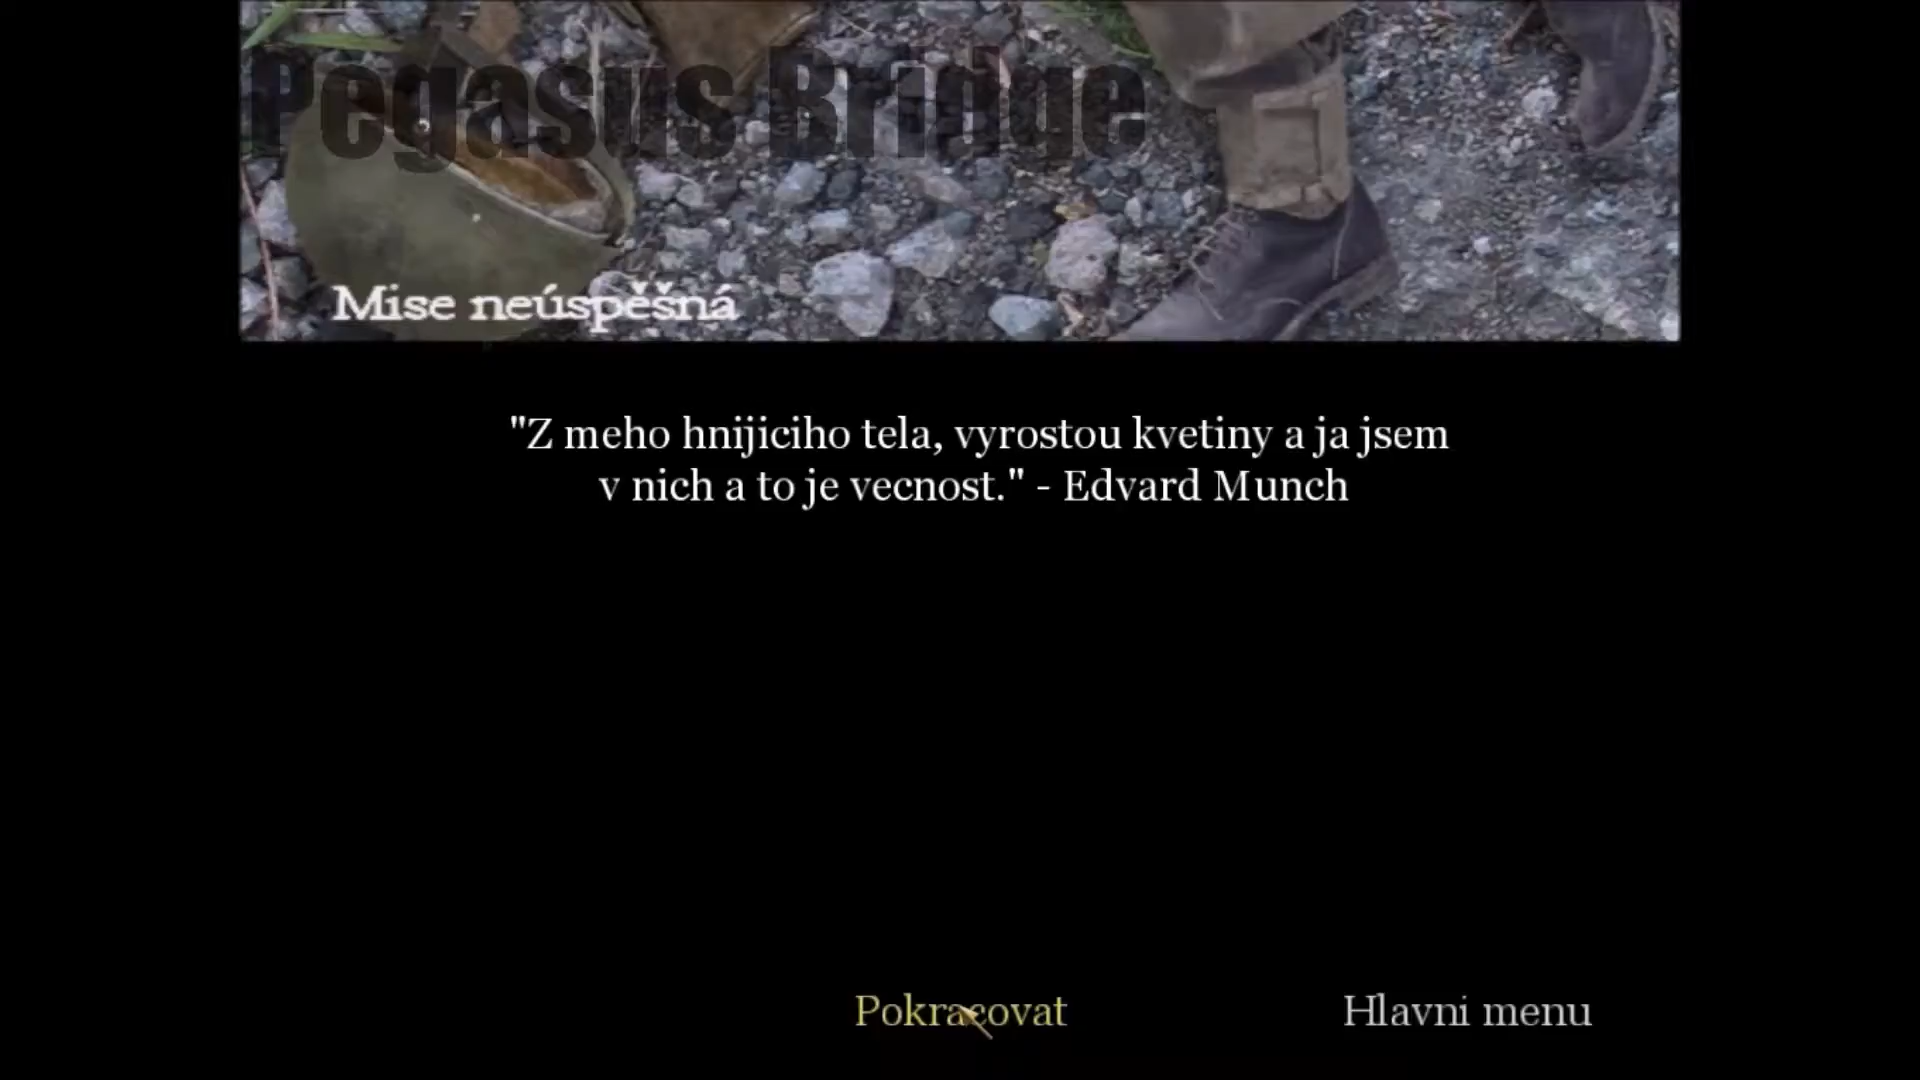 Pegasus Bridge
Mise neúspěšná
"Z meho hnijiciho tela, vyrostou kvetiny a ja jsem
v nich a to je vecnost." - Edvard Munch
Pokracovat
Hlavni menu